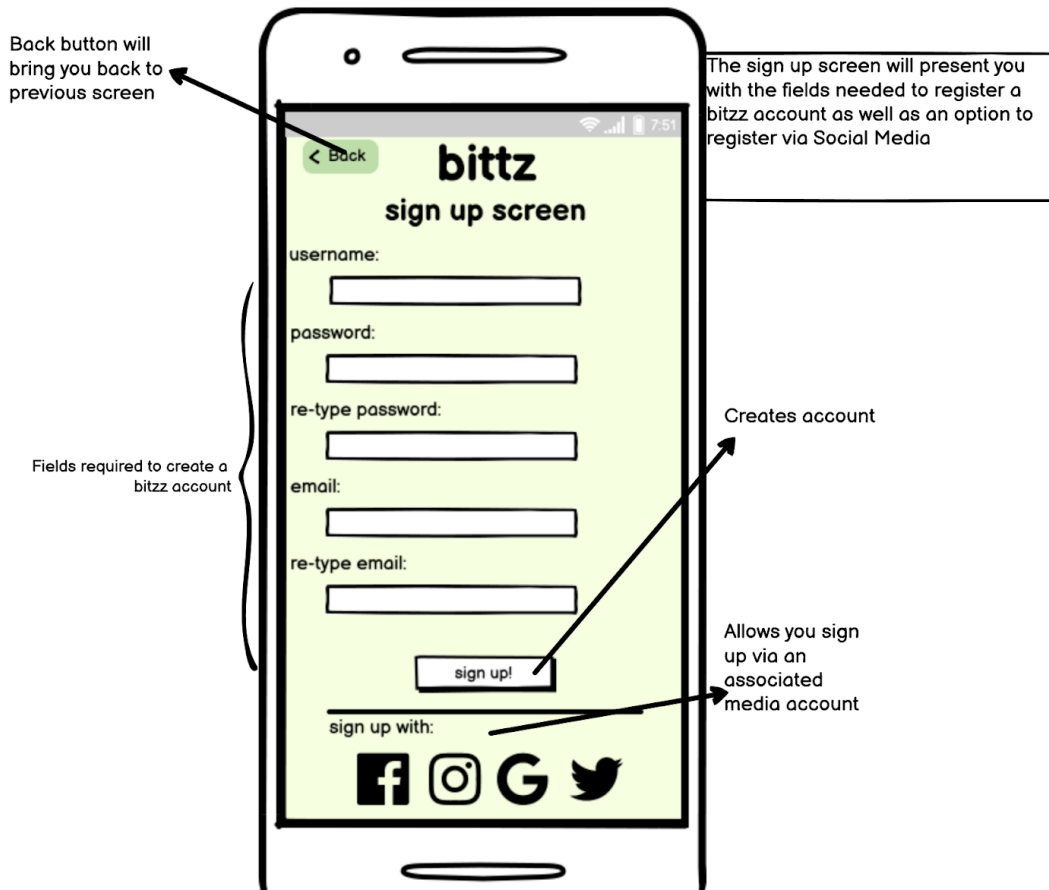 Back button will
bring you back to
previous screen
The sign up screen will present you
with the fields needed to register a
bitzz account as well as an option to
register via Social Media
7:51
< Back
bittz
sign up screen
username:
password:
re-type password:
email:
re-type email:
Fields required to create a
bitzz account
Creates account
sign up!
Allows you sign
up via an
associated
media account
sign up with: